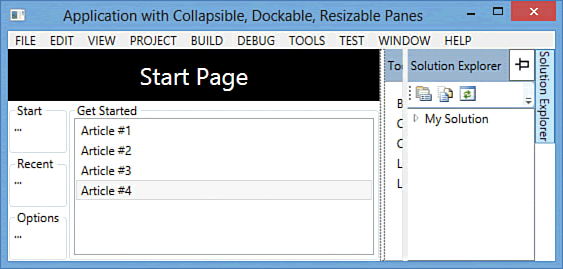 Application with Collapsible, Dockable, Resizable Panes
FILE EDIT VIEW PROJECT BUILD DEBUG TOOLS TEST WINDOW HELP
Start Page
Start
...
Recent
...
Options
...
Get Started
Article #1
Article #2
Article #3
Article #4
Too
B
C
C
L
L
Solution Explorer
My Solution
Solution Explorer